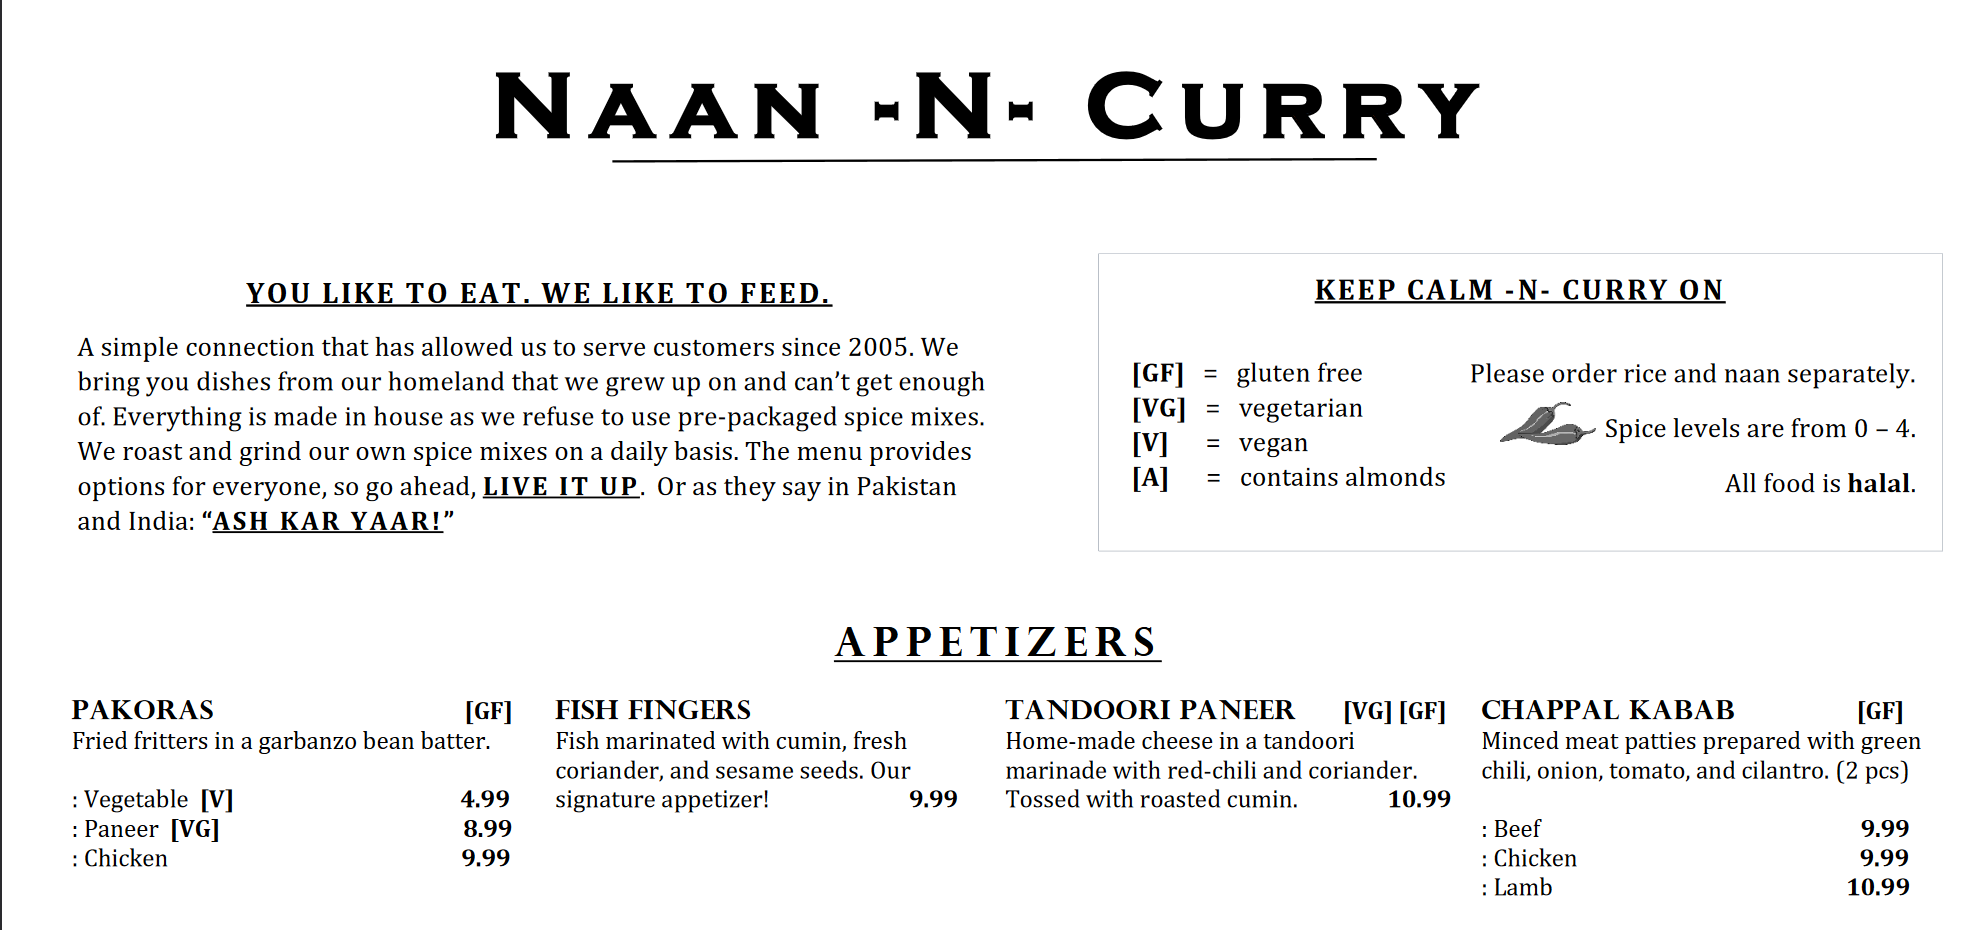 NAAN -N- CURRY
YOU LIKE TO EAT. WE LIKE TO FEED.
A simple connection that has allowed us to serve customers since 2005. We
bring you dishes from our homeland that we grew up on and can’t get enough
of. Everything is made in house as we refuse to use pre-packaged spice mixes.
We roast and grind our own spice mixes on a daily basis. The menu provides
options for everyone, so go ahead, LIVE IT UP. Or as they say in Pakistan
and India: “ASH KAR YAAR!”
KEEP CALM -N- CURRY ON
[GF] = gluten free
[VG] = vegetarian
[V] = vegan
[A] = contains almonds
Please order rice and naan separately.
Spice levels are from 0 – 4.
All food is halal.
APPETIZERS
PAKORAS [GF]
Fried fritters in a garbanzo bean batter.
: Vegetable [V] 4.99
: Paneer [VG] 8.99
: Chicken 9.99
FISH FINGERS
Fish marinated with cumin, fresh
coriander, and sesame seeds. Our
signature appetizer! 9.99
TANDOORI PANEER [VG] [GF]
Home-made cheese in a tandoori
marinade with red-chili and coriander.
Tossed with roasted cumin. 10.99
CHAPPAL KABAB [GF]
Minced meat patties prepared with green
chili, onion, tomato, and cilantro. (2 pcs)
: Beef 9.99
: Chicken 9.99
: Lamb 10.99